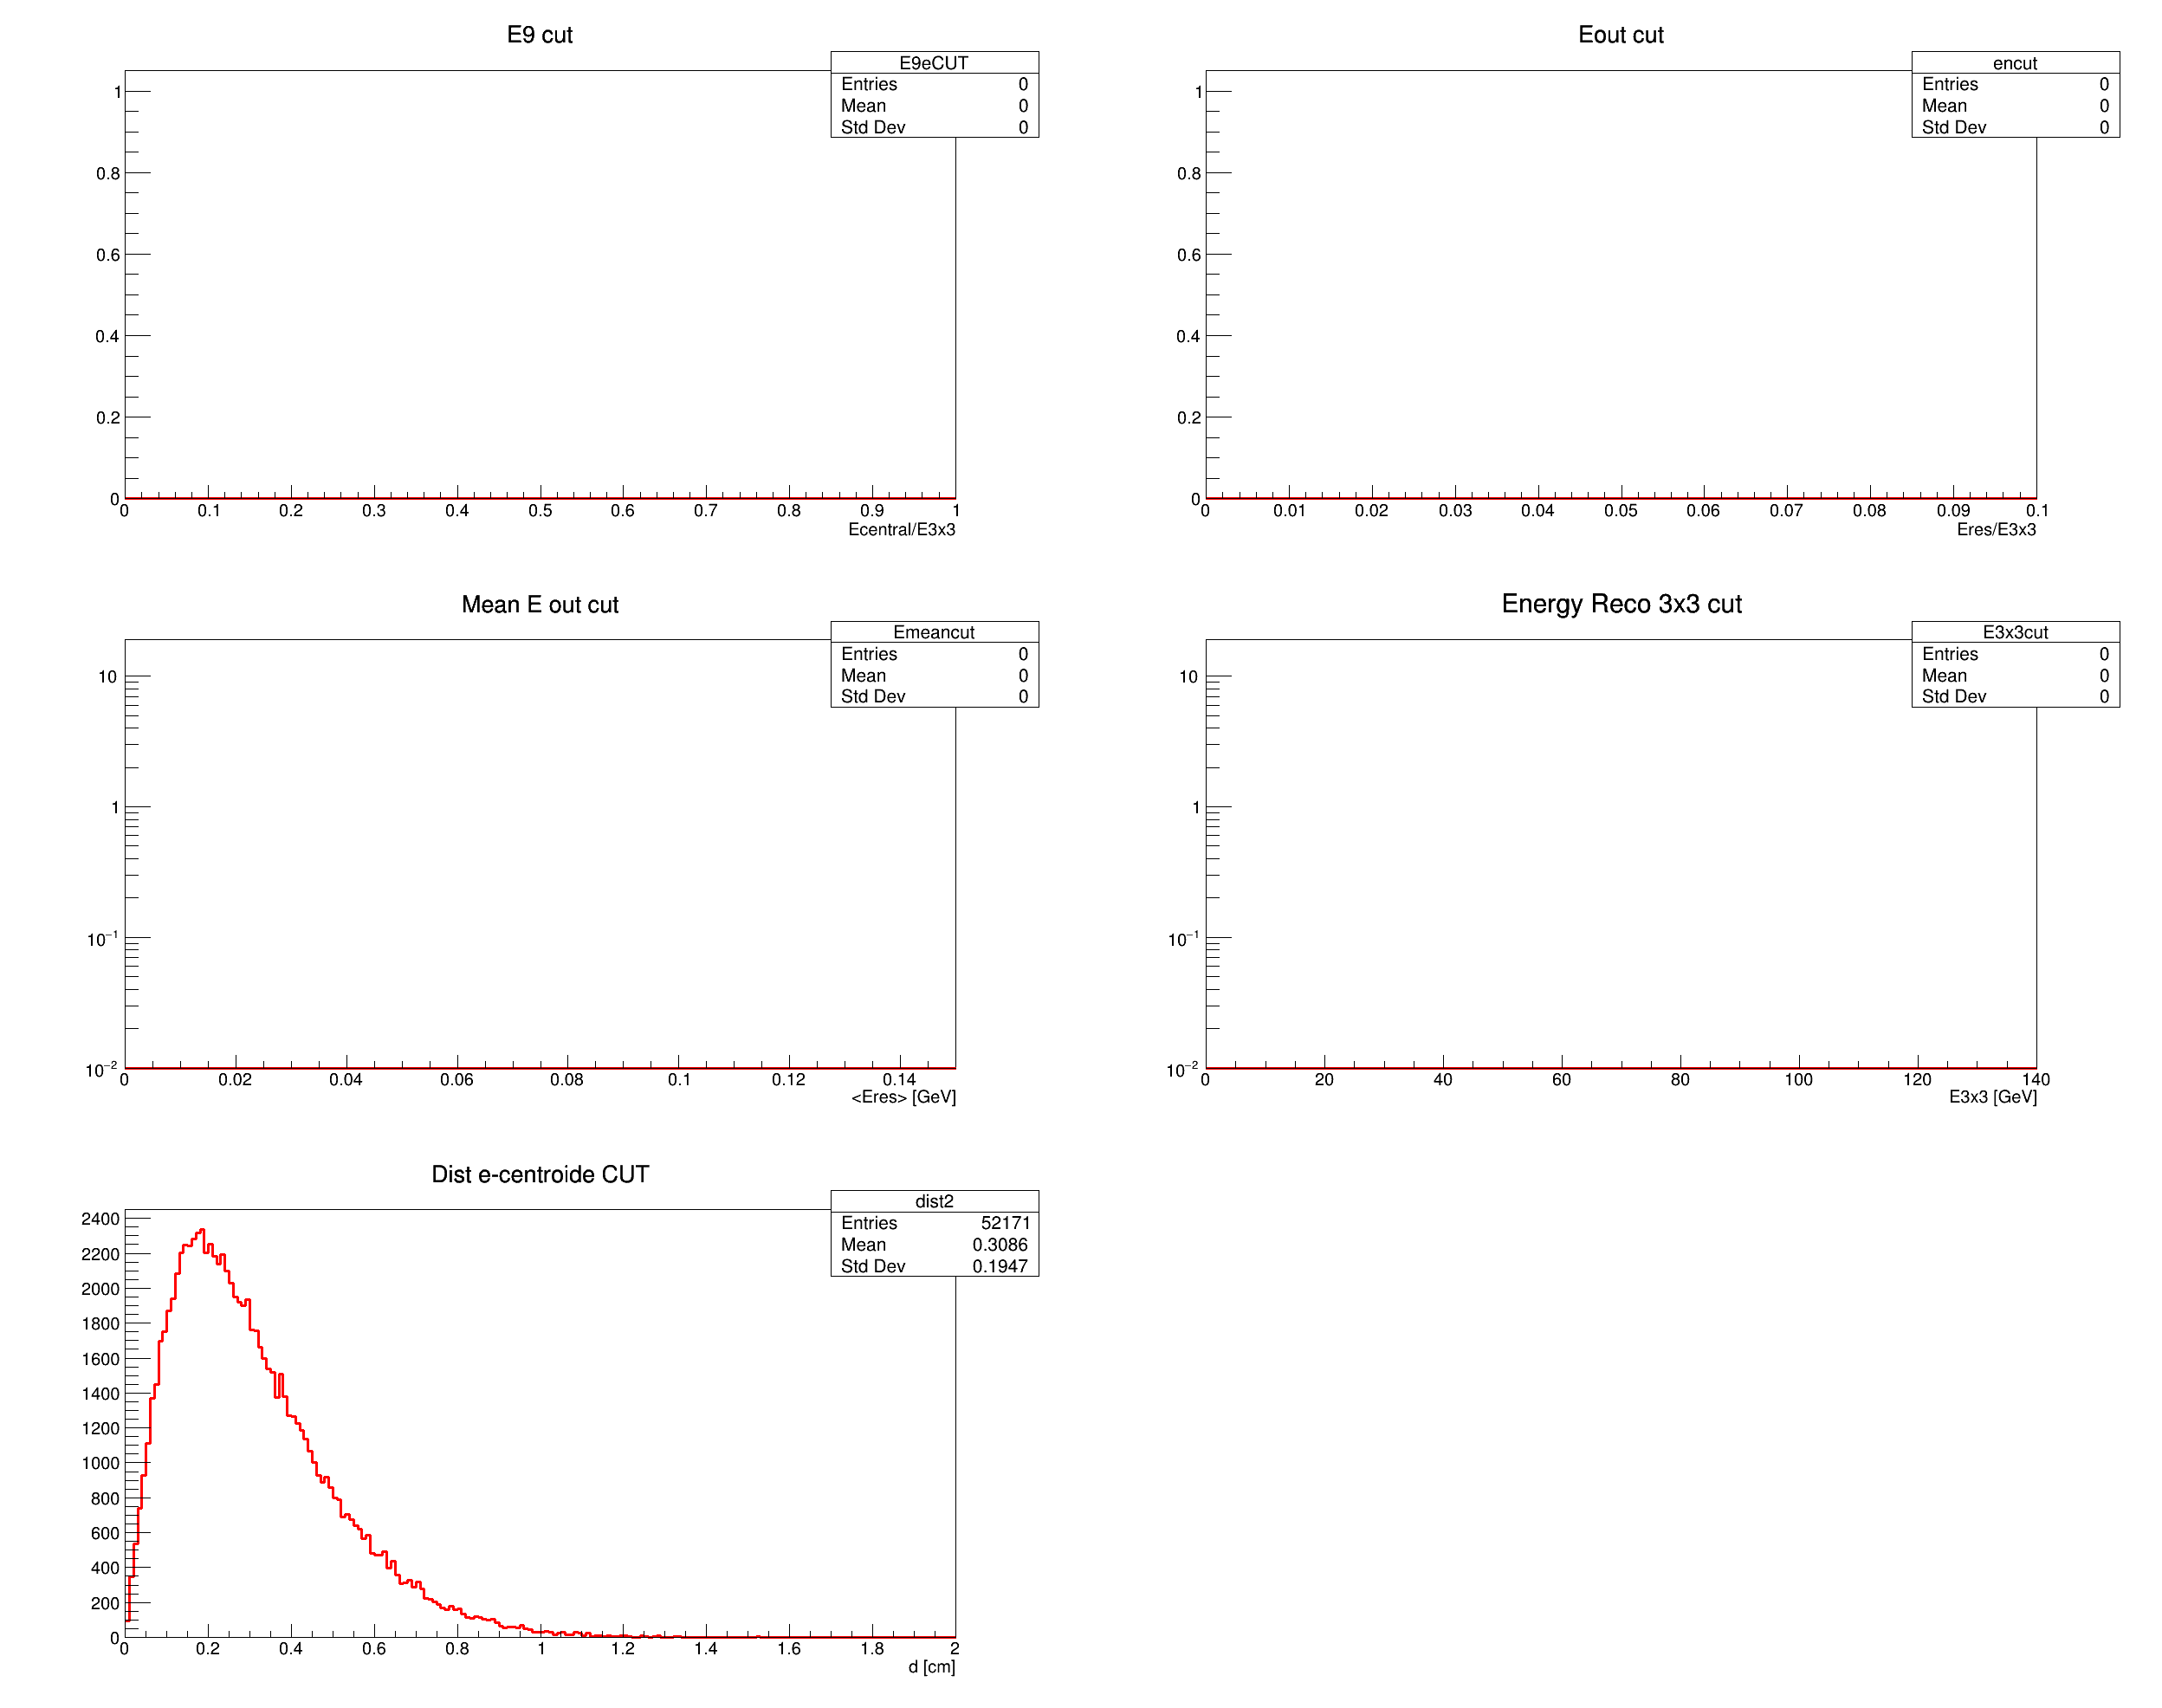 E9 cut
E9eCUT
Entries 0
Mean 0
Std Dev 0
1
0.8
0.6
0.4
0.2
0
0 0.1 0.2 0.3 0.4 0.5 0.6 0.7 0.8 0.9 1
Ecentral/E3x3
Eout cut
encut
Entries 0
Mean 0
Std Dev 0
1
0.8
0.6
0.4
0.2
0
0 0.01 0.02 0.03 0.04 0.05 0.06 0.07 0.08 0.09 0.1
Eres/E3x3
Mean E out cut
Emeancut
Entries 0
Mean 0
Std Dev 0
10
1
10⁻¹
10⁻²
0 0.02 0.04 0.06 0.08 0.1 0.12 0.14
<Eres> [GeV]
Energy Reco 3x3 cut
E3x3cut
Entries 0
Mean 0
Std Dev 0
10
1
10⁻¹
10⁻²
0 20 40 60 80 100 120 140
E3x3 [GeV]
Dist e-centroide CUT
dist2
Entries 52171
Mean 0.3086
Std Dev 0.1947
2400
2200
2000
1800
1600
1400
1200
1000
800
600
400
200
0
0 0.2 0.4 0.6 0.8 1 1.2 1.4 1.6 1.8 2
d [cm]